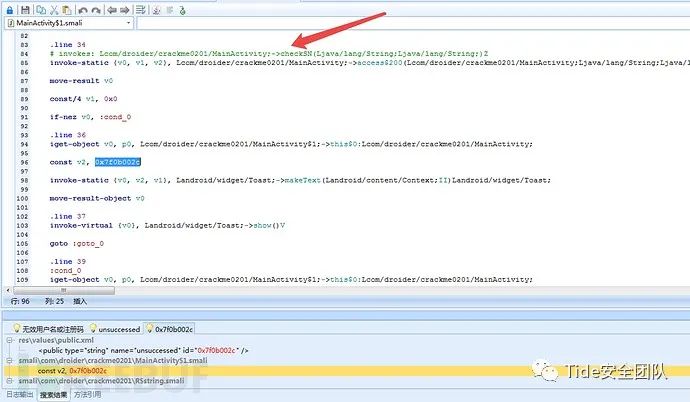 MainActivity$1.smali
82
83 .line 34
84 # invokes: Lcom/droider/crackme0201/MainActivity;->checkSN(Ljava/lang/String;Ljava/lang/String;)Z
85 invoke-static {v0, v1, v2}, Lcom/droider/crackme0201/MainActivity;->access$200(Lcom/droider/crackme0201/MainActivity;Ljava/lang/String;Ljava/l
86
87 move-result v0
88
89 const/4 v1, 0x0
90
91 if-nez v0, :cond_0
92
93 .line 36
94 iget-object v0, p0, Lcom/droider/crackme0201/MainActivity$1;->this$0:Lcom/droider/crackme0201/MainActivity;
95
96 const v2, 0x7f0b002c
97
98 invoke-static {v0, v2, v1}, Landroid/widget/Toast;->makeText(Landroid/content/Context;II)Landroid/widget/Toast;
99
100 move-result-object v0
101
102 .line 37
103 invoke-virtual {v0}, Landroid/widget/Toast;->show()V
104
105 goto :goto_0
106
107 .line 39
108 :cond_0
109 iget-object v0, p0, Lcom/droider/crackme0201/MainActivity$1;->this$0:Lcom/droider/crackme0201/MainActivity;
行: 96 列: 25 插入
无效用户名或注册码 unsuccessed 0x7f0b002c
res\values\public.xml
<public type="string" name="unsuccessed" id="0x7f0b002c" />
smali\com\droider\crackme0201\MainActivity$1.smali
const v2, 0x7f0b002c
smali\com\droider\crackme0201\R$string.smali
日志输出 搜索结果 方法引用
Tide安全团队